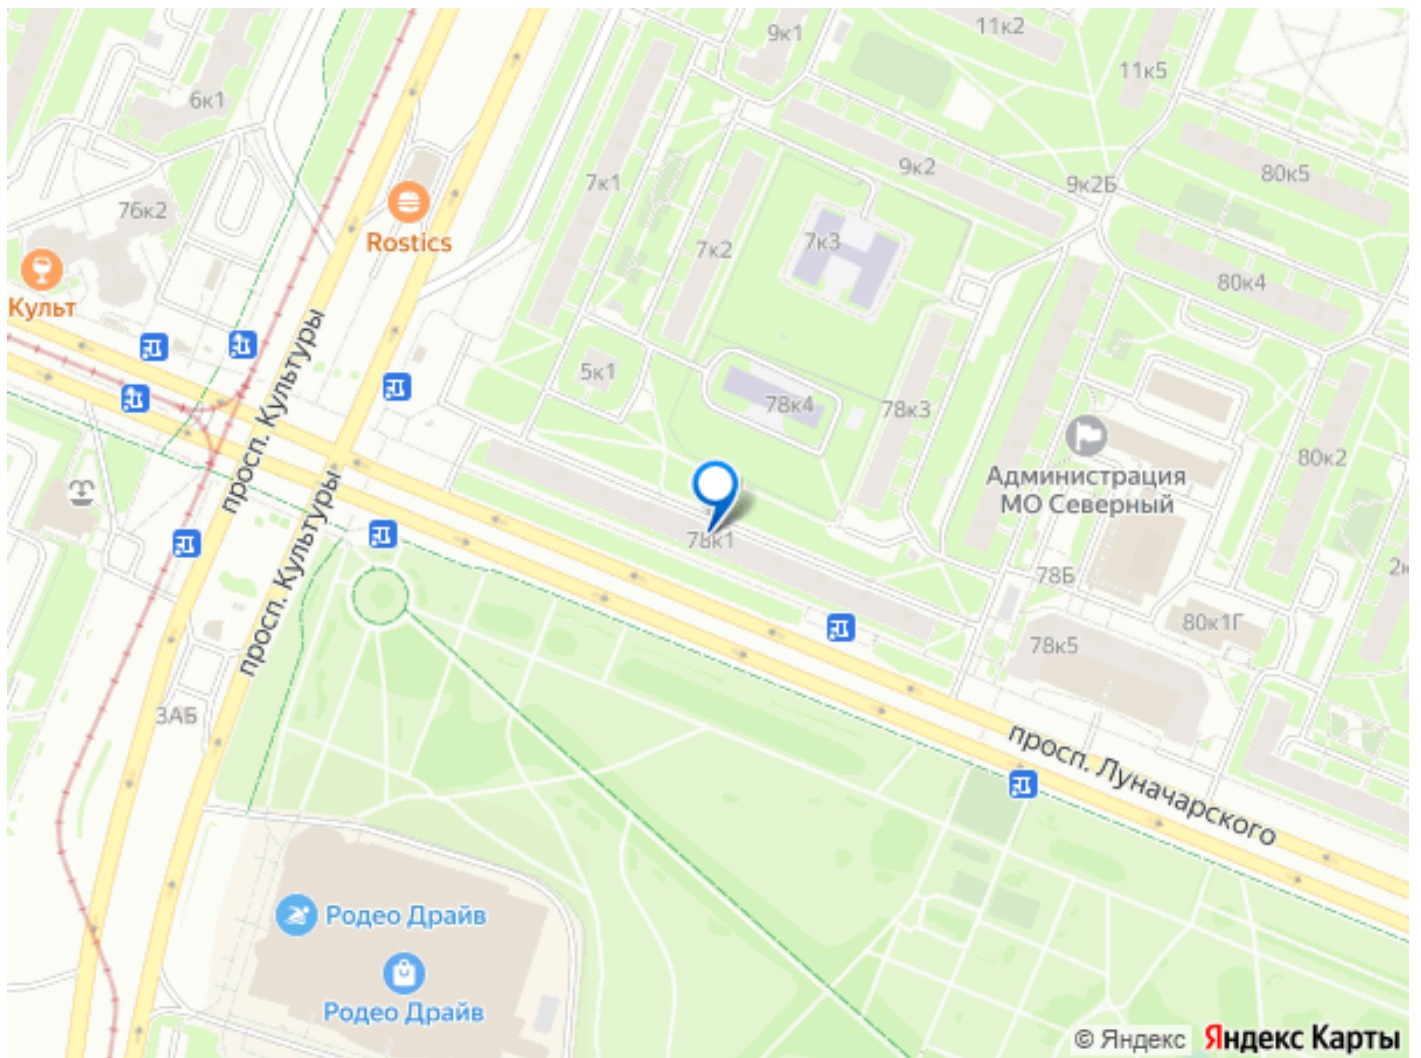 11к2
9к1
11к5
6к1
9к2
80к5
7к1
9к2Б
76к2
Rostics
7к2
7к3
80к4
Культ
просп. Культуры
5к1
78к4
78к3
80к2
Администрация
МО Северный
просп. Культуры
78к1
78Б
80к1Г
78к5
3АБ
просп. Луначарского
Родео Драйв
Родео Драйв
© Яндекс Яндекс Карты